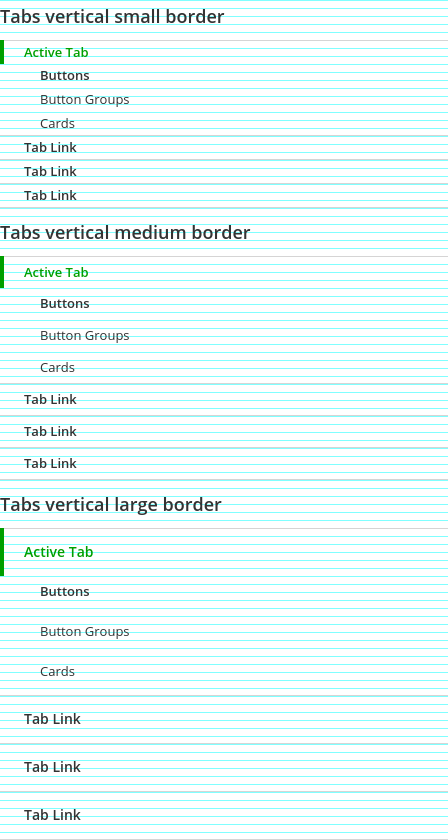 Tabs vertical small border
Active Tab
Buttons
Button Groups
Cards
Tab Link
Tab Link
Tab Link
Tabs vertical medium border
Active Tab
Buttons
Button Groups
Cards
Tab Link
Tab Link
Tab Link
Tabs vertical large border
Active Tab
Buttons
Button Groups
Cards
Tab Link
Tab Link
Tab Link